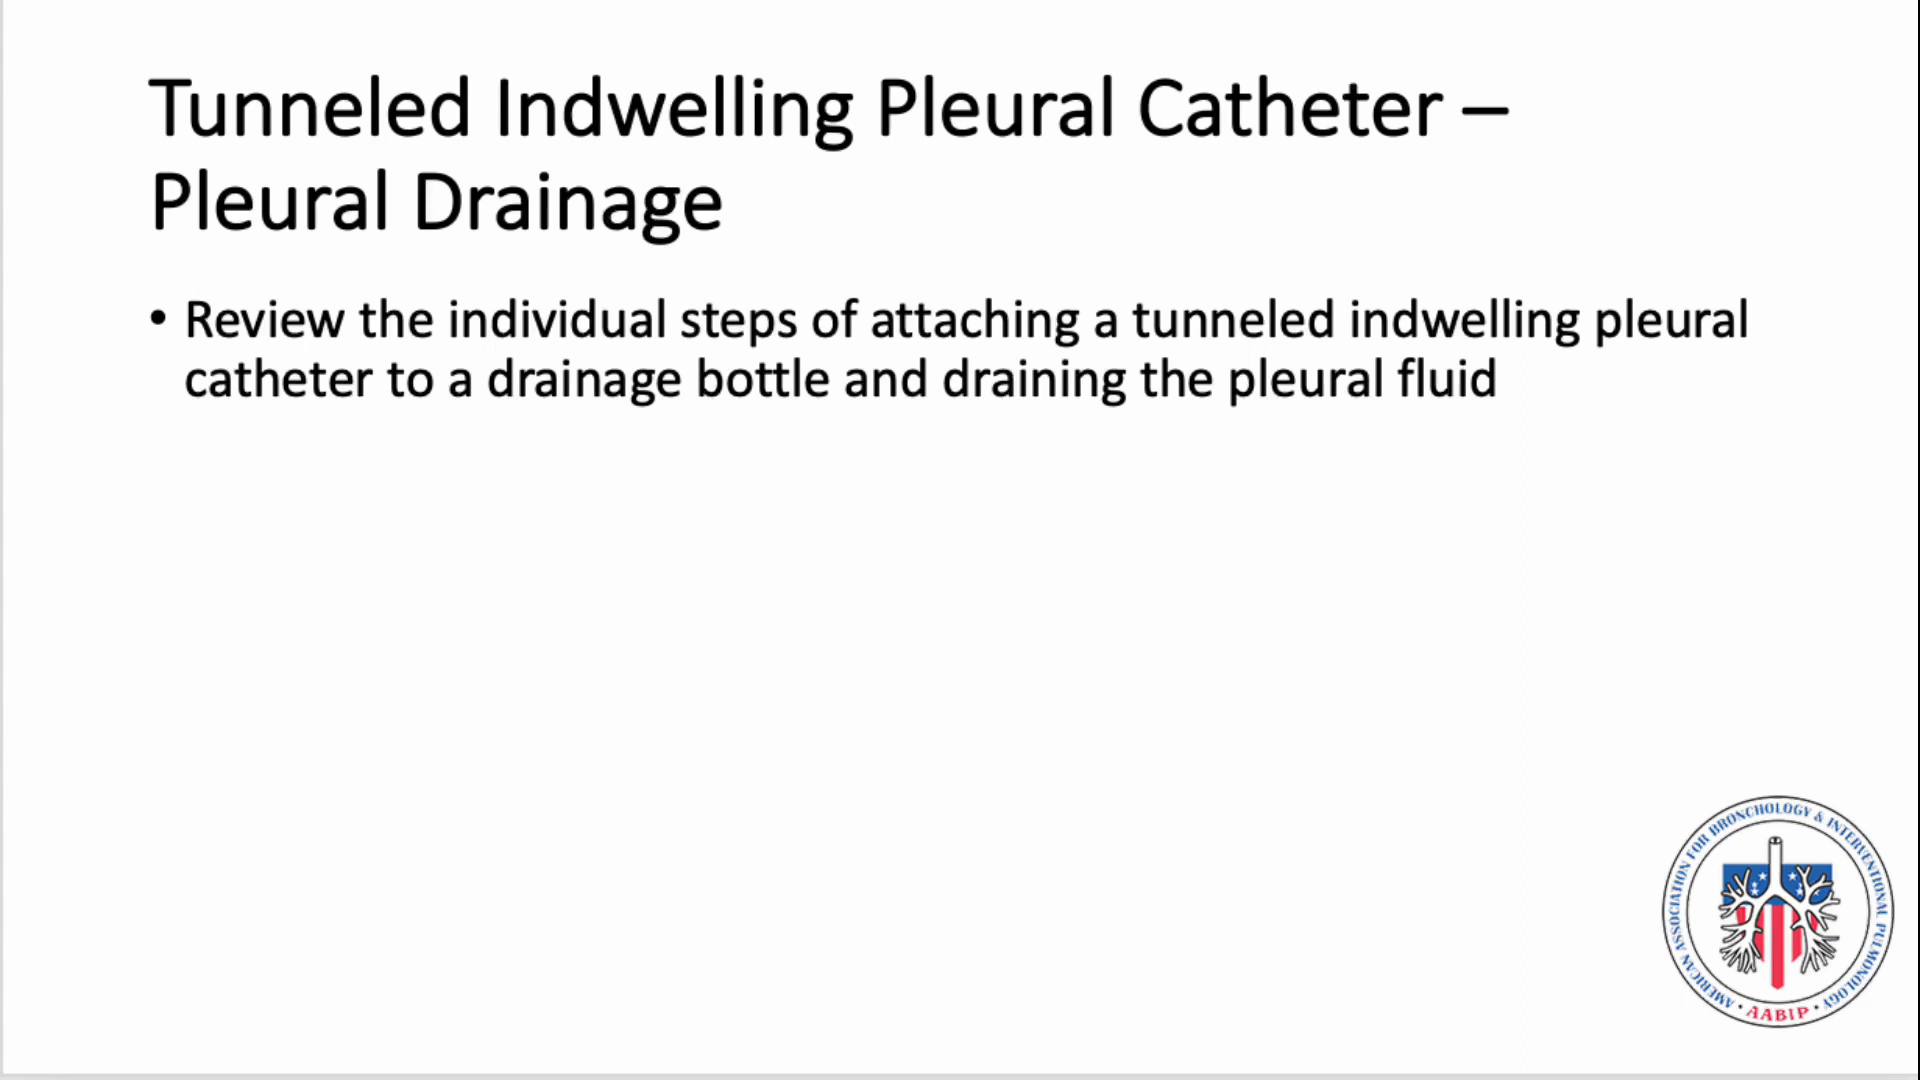 Tunneled Indwelling Pleural Catheter –
Pleural Drainage
• Review the individual steps of attaching a tunneled indwelling pleural
catheter to a drainage bottle and draining the pleural fluid
AMERICAN ASSOCIATION FOR BRONCHOLOGY & INTERVENTIONAL PULMONOLOGY
• AABIP •